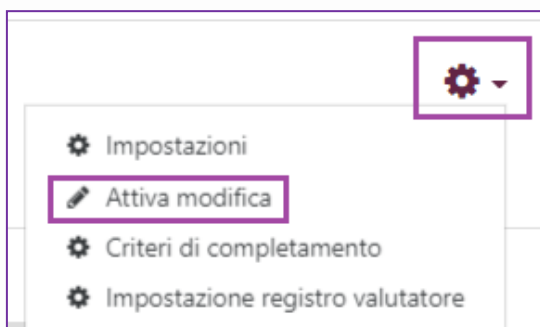 Impostazioni
Attiva modifica
Criteri di completamento
Impostazione registro valutatore